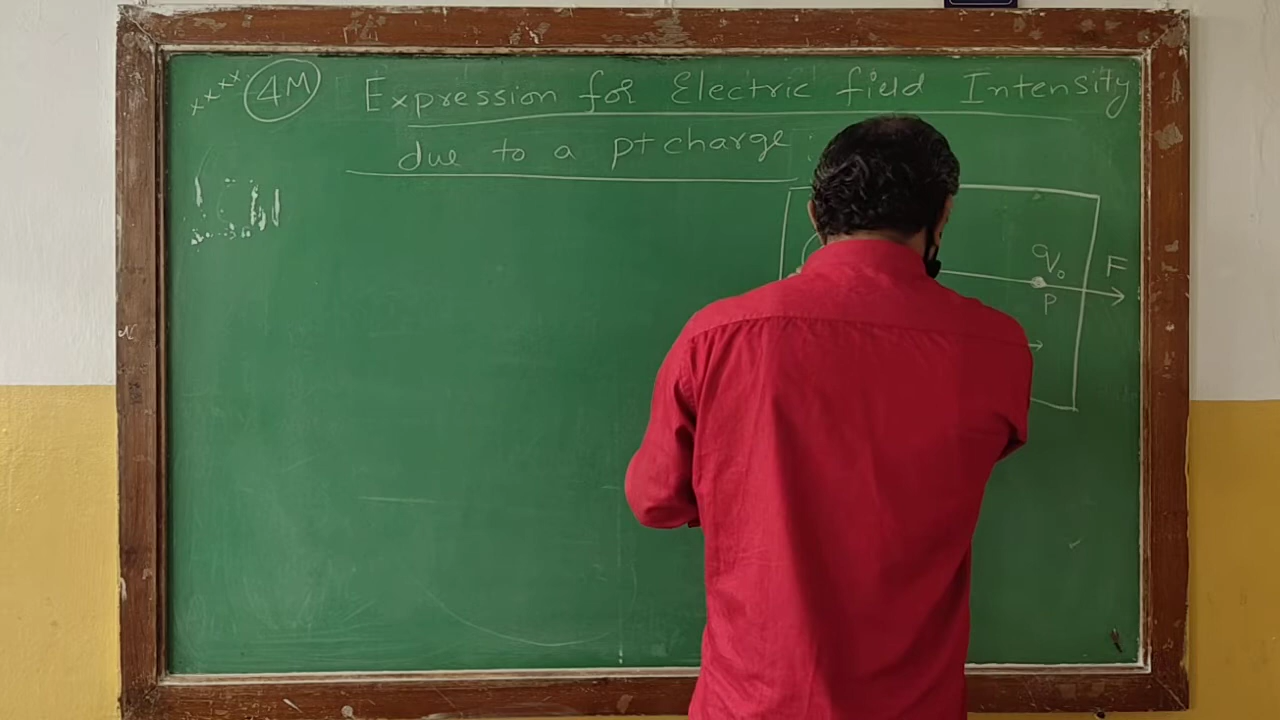 xxxx 4M Expression for Electric field Intensity
due to a pt charge :
q₀
F
P